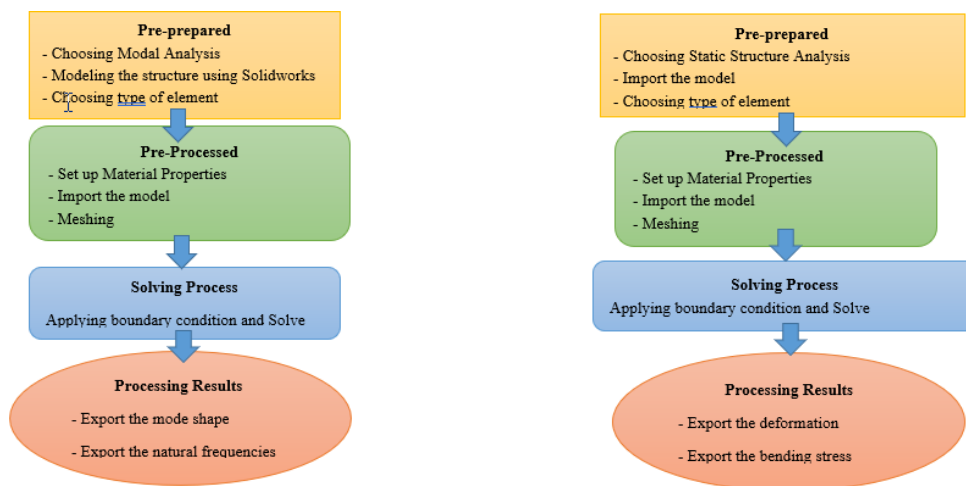 Pre-prepared
- Choosing Modal Analysis
- Modeling the structure using Solidworks
- Choosing type of element
Pre-Processed
- Set up Material Properties
- Import the model
- Meshing
Solving Process
Applying boundary condition and Solve
Processing Results
- Export the mode shape
- Export the natural frequencies
Pre-prepared
- Choosing Static Structure Analysis
- Import the model
- Choosing type of element
Pre-Processed
- Set up Material Properties
- Import the model
- Meshing
Solving Process
Applying boundary condition and Solve
Processing Results
- Export the deformation
- Export the bending stress